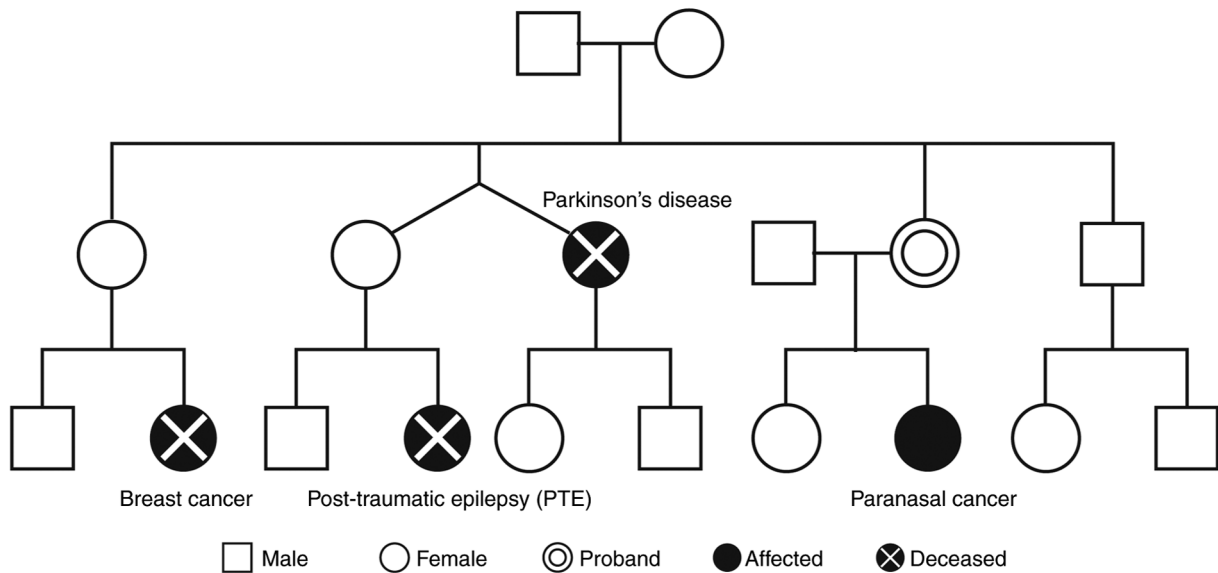 Parkinson's disease
Breast cancer
Post-traumatic epilepsy (PTE)
Paranasal cancer
Male
Female
Proband
Affected
Deceased